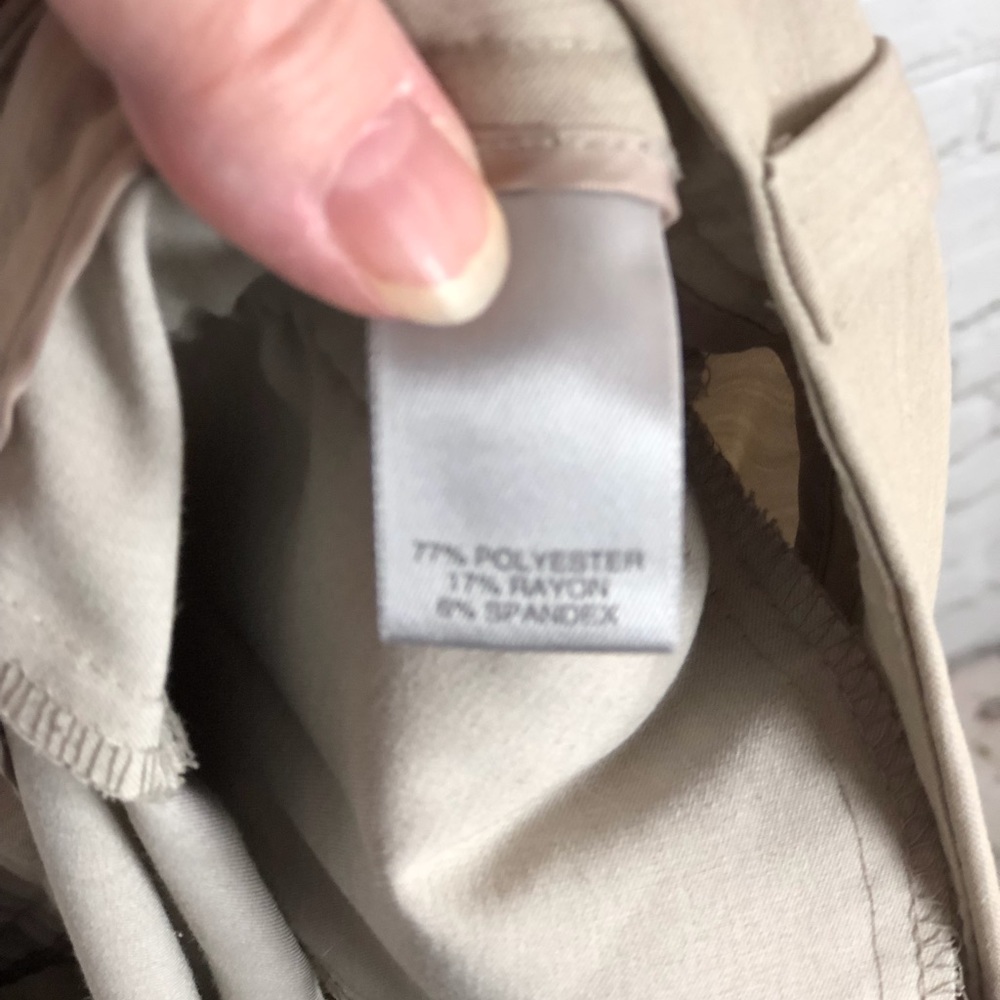 77% POLYESTER
17% RAYON
6% SPANDEX